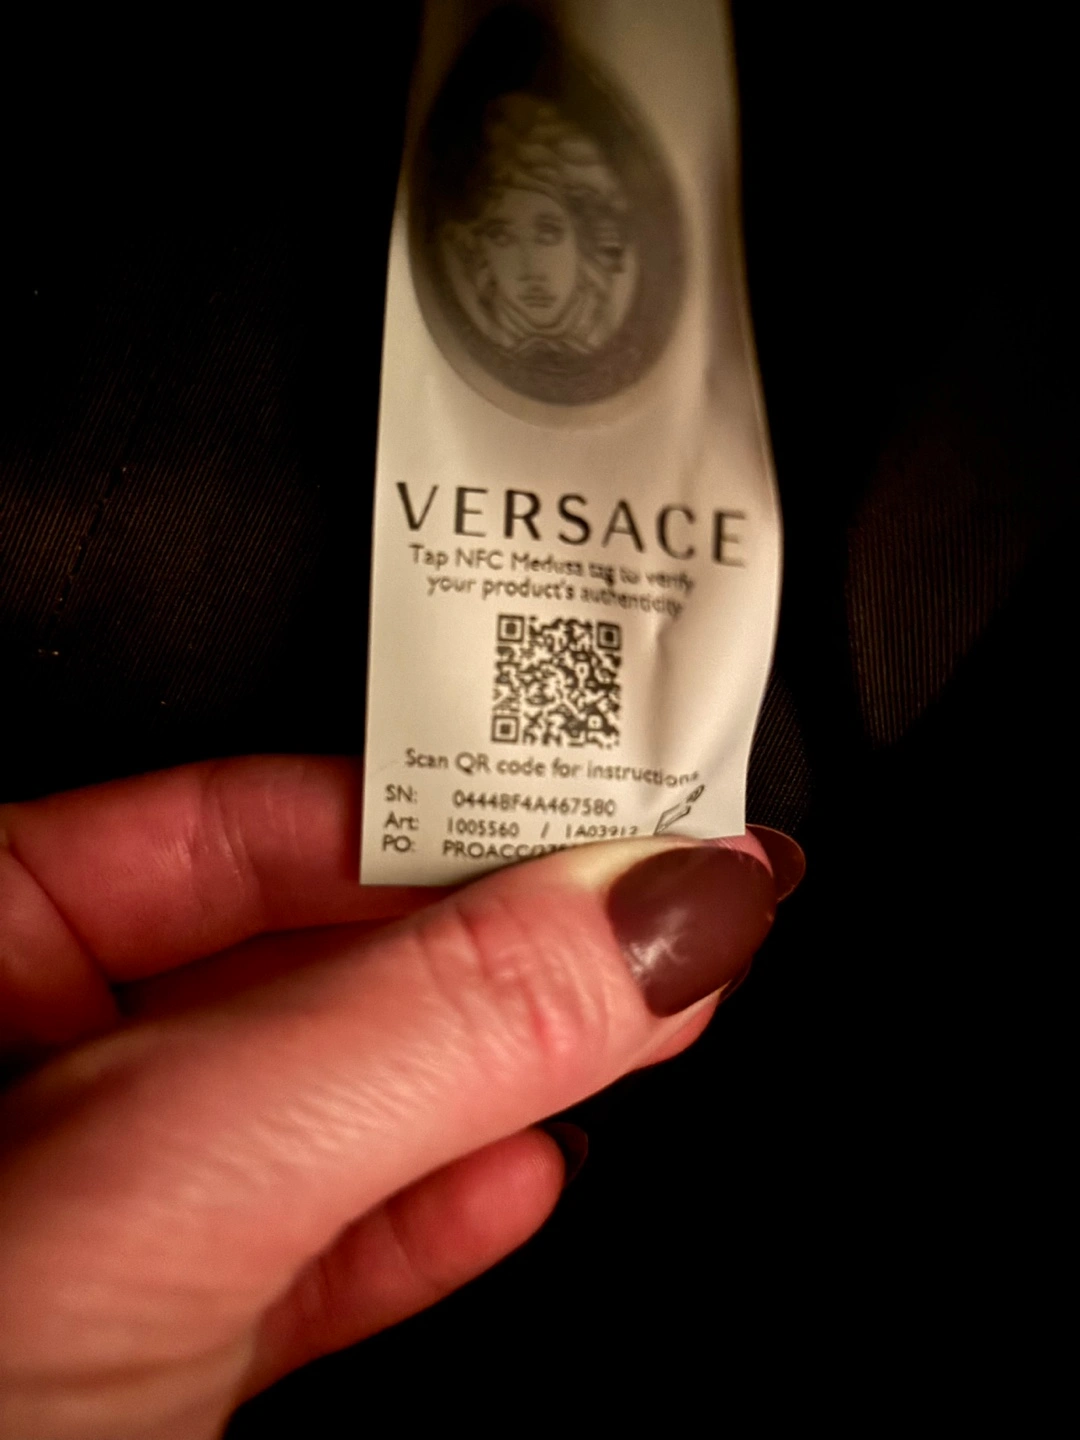 VERSACE
Tap NFC Medusa tag to verify
your product's authenticity
Scan QR code for instructions
SN: 04448F4A467580
Art: 1005560 / 1A03912
PO: